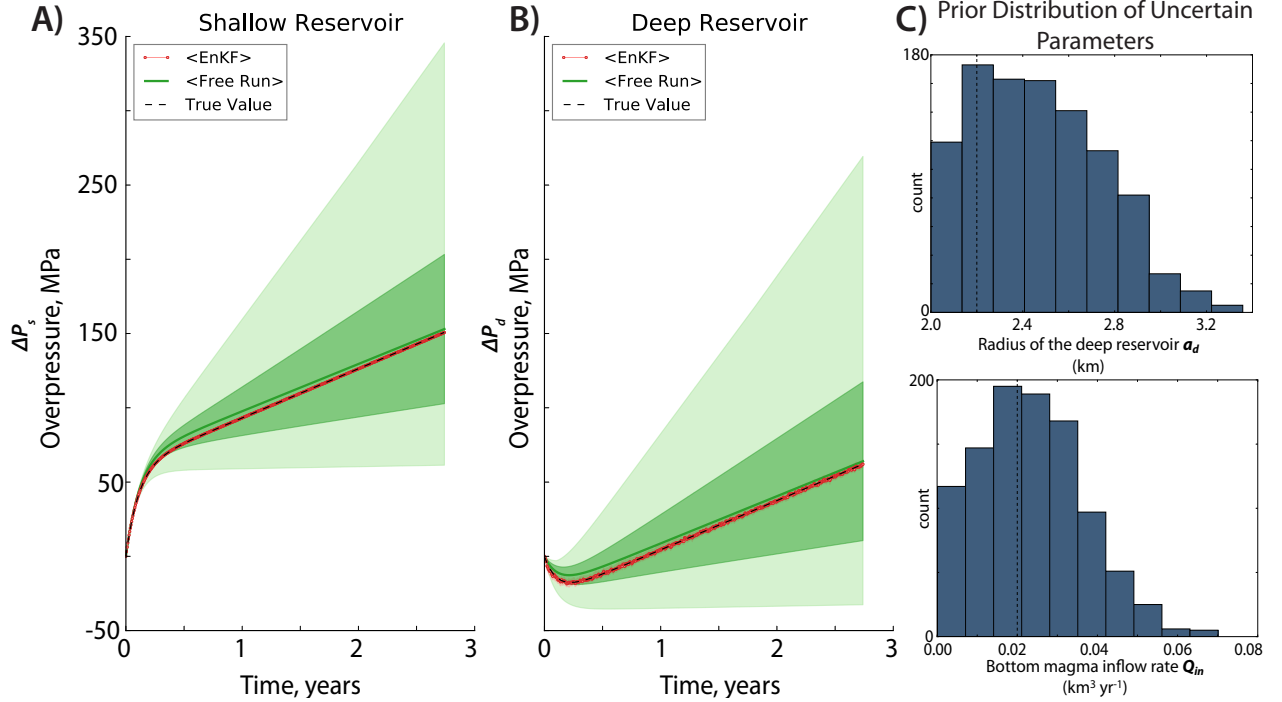 A)
Shallow Reservoir
350
250
150
50
-50
ΔPs
Overpressure, MPa
<EnKF>
<Free Run>
True Value
0
1
2
3
Time, years
B)
Deep Reservoir
ΔPd
Overpressure, MPa
<EnKF>
<Free Run>
True Value
0
1
2
3
Time, years
C)
Prior Distribution of Uncertain
Parameters
180
count
0
2.0
2.4
2.8
3.2
Radius of the deep reservoir ad
(km)
200
count
0
0.00
0.02
0.04
0.06
0.08
Bottom magma inflow rate Qin
(km³ yr⁻¹)